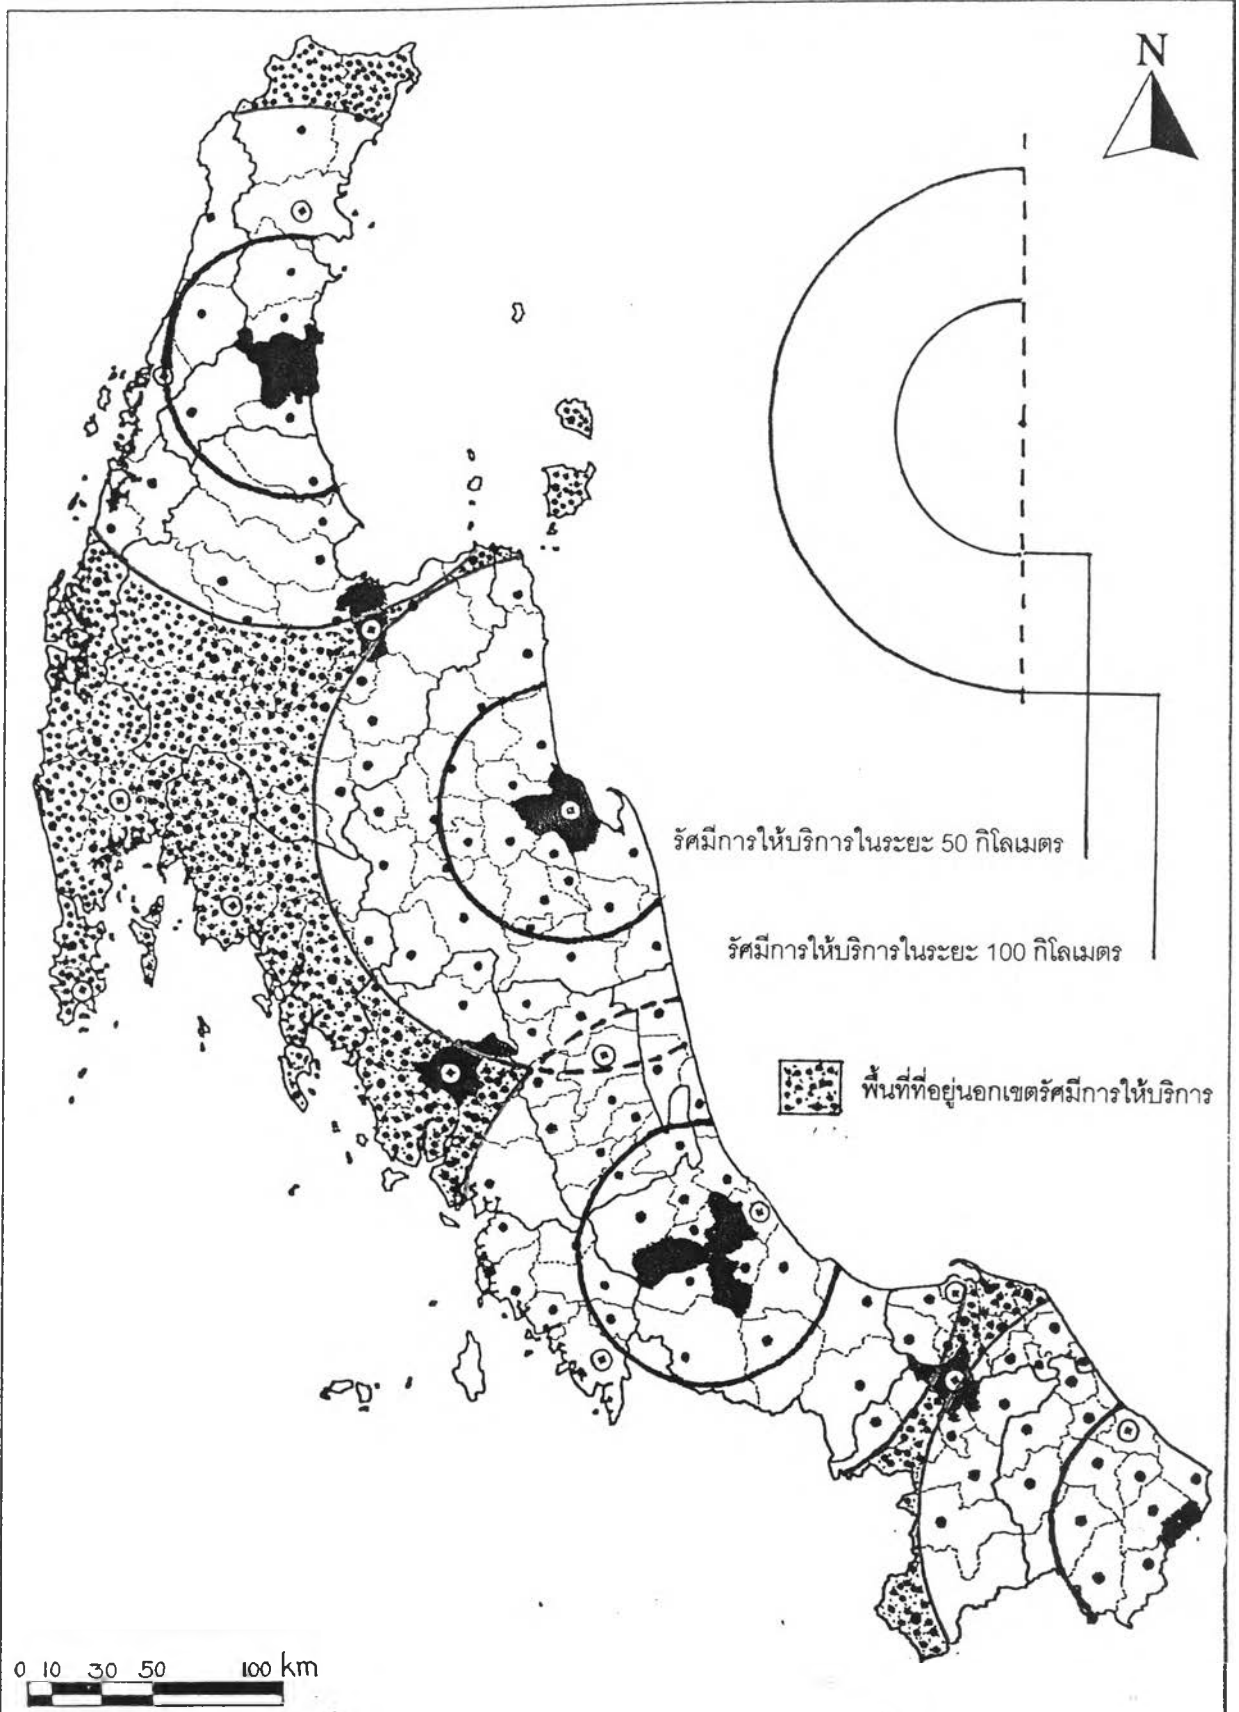 N
รัศมีการให้บริการในระยะ 50 กิโลเมตร
รัศมีการให้บริการในระยะ 100 กิโลเมตร
พื้นที่ที่อยู่นอกเขตรัศมีการให้บริการ
0 10 30 50 100 km